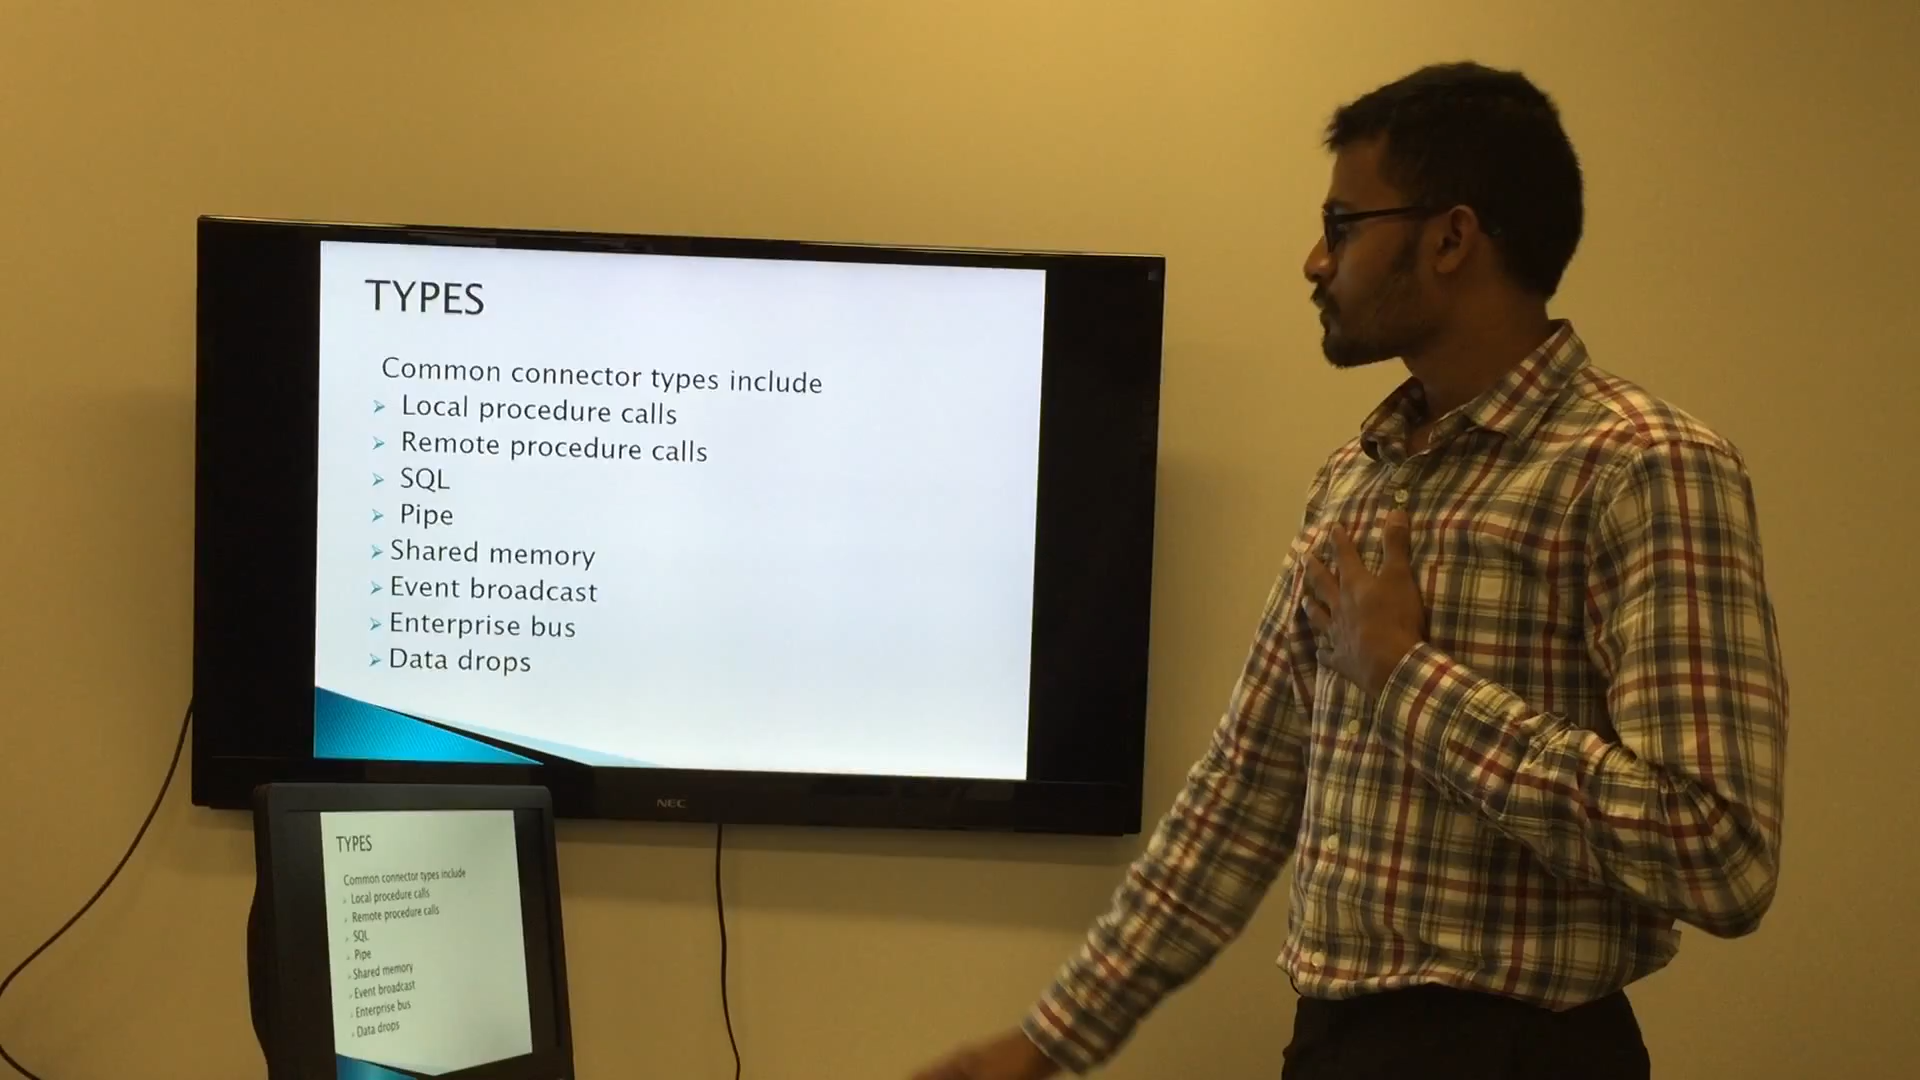 TYPES
Common connector types include
➢ Local procedure calls
➢ Remote procedure calls
➢ SQL
➢ Pipe
➢ Shared memory
➢ Event broadcast
➢ Enterprise bus
➢ Data drops
NEC
TYPES
Common connector types include
➢ Local procedure calls
➢ Remote procedure calls
➢ SQL
➢ Pipe
➢ Shared memory
➢ Event broadcast
➢ Enterprise bus
➢ Data drops